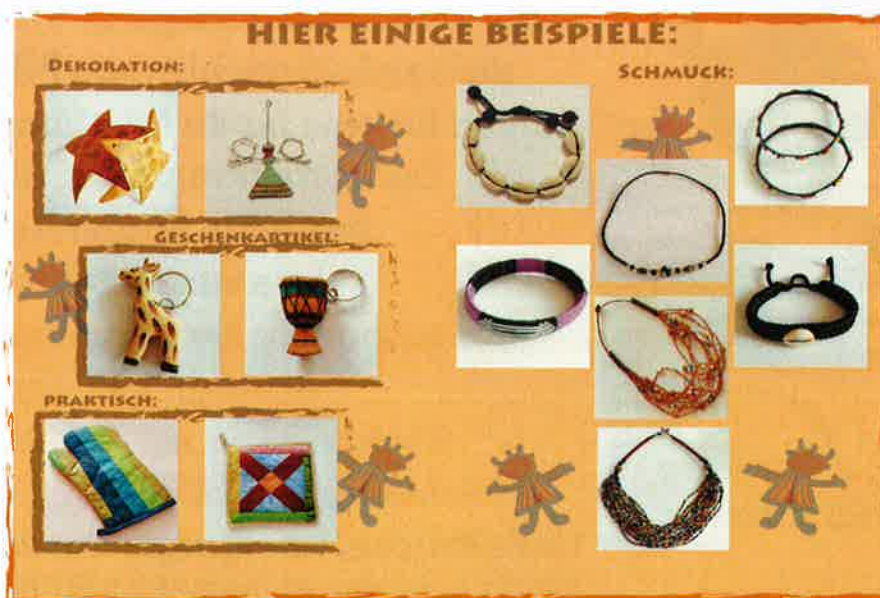 HIER EINIGE BEISPIELE:
DEKORATION:
SCHMUCK:
GESCHENKARTIKEL:
PRAKTISCH: